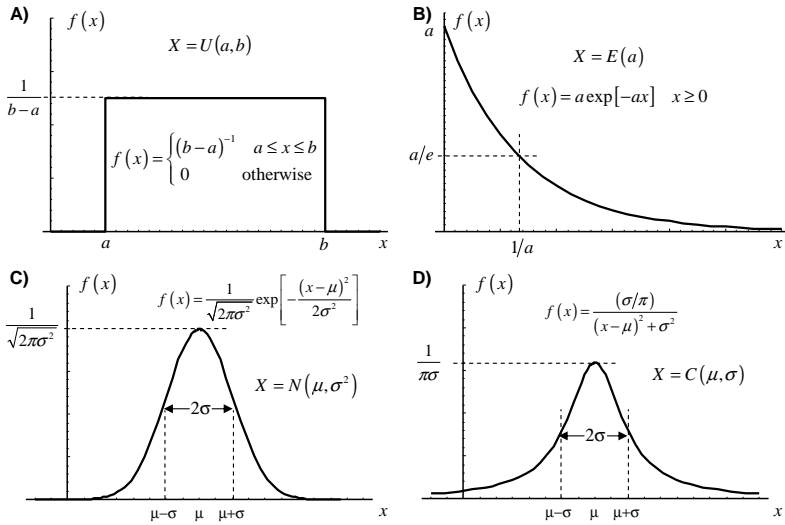 A)
f(x)
X = U(a,b)
1/(b−a)
f(x) = { (b−a)⁻¹ a ≤ x ≤ b
0 otherwise
a b x
B)
f(x)
a
X = E(a)
f(x) = a exp[−ax] x ≥ 0
a/e
1/a x
C)
f(x)
f(x) = 1/√(2πσ²) exp[−(x−μ)²/2σ²]
1/√(2πσ²)
X = N(μ,σ²)
2σ
μ−σ μ μ+σ x
D)
f(x)
f(x) = (σ/π)/((x−μ)²+σ²)
1/πσ
X = C(μ,σ)
2σ
μ−σ μ μ+σ x